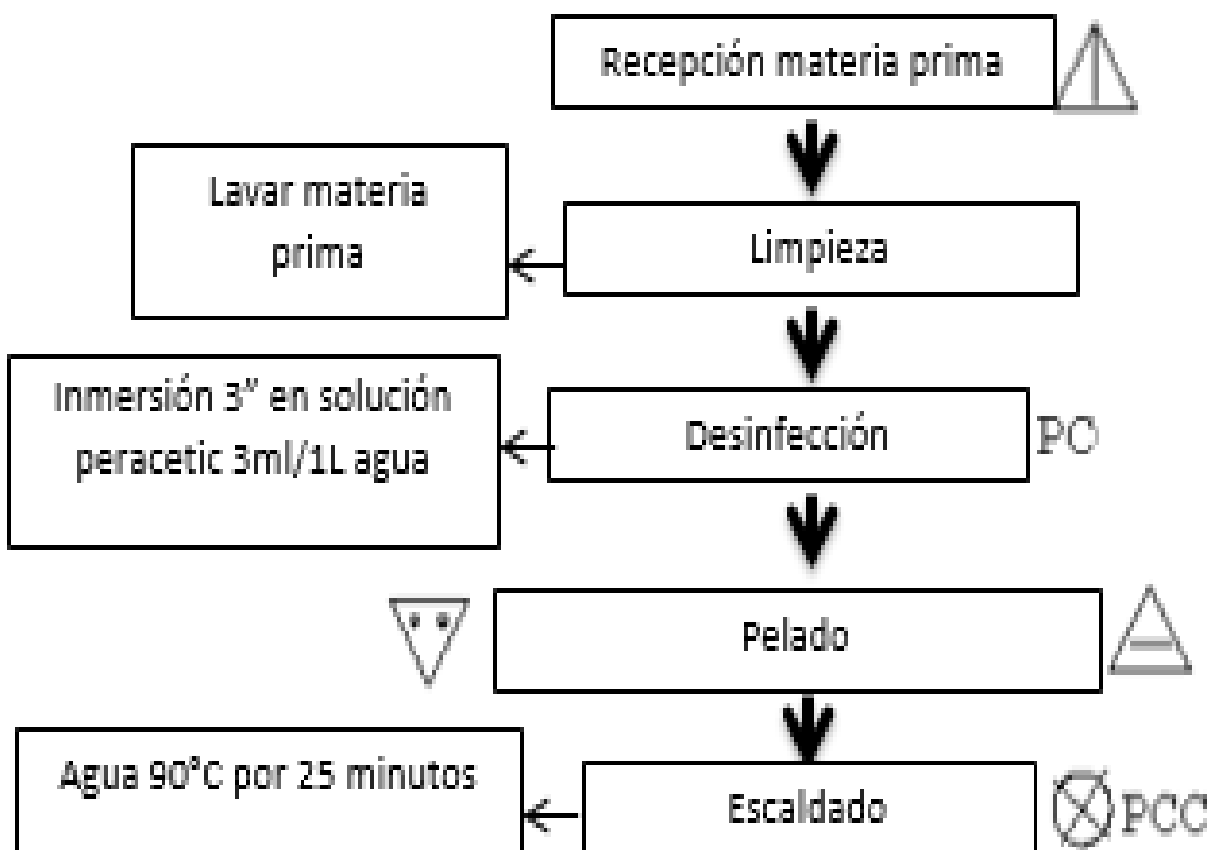 Recepción materia prima
Lavar materia
prima
Limpieza
Inmersión 3” en solución
peracetic 3ml/1L agua
Desinfección
PC
Pelado
Agua 90°C por 25 minutos
Escaldado
PCC